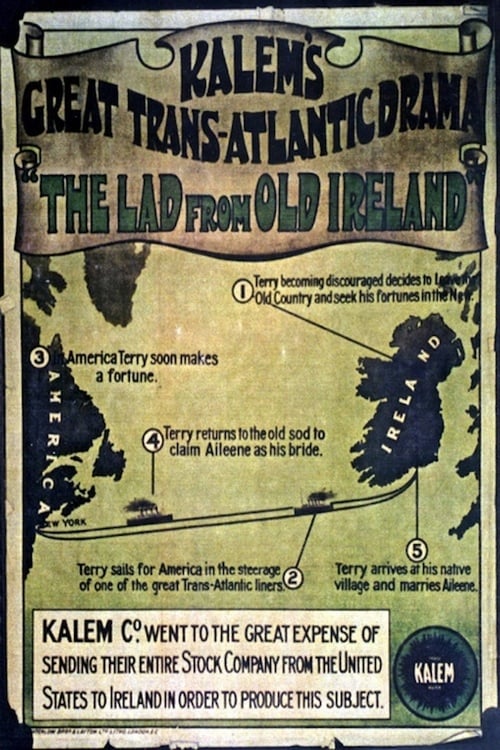 KALEM'S
GREAT TRANS-ATLANTIC DRAMA
"THE LAD FROM OLD IRELAND"
1 Terry becoming discouraged decides to
Old Country and seek his fortunes in the New.
3 In America Terry soon makes
a fortune.
AMERICA
IRELAND
4 Terry returns to the old sod to
claim Aileene as his bride.
NEW YORK
Terry sails for America in the steerage
of one of the great Trans-Atlantic liners. 2
5
Terry arrives at his native
village and marries Aileene.
KALEM Co. WENT TO THE GREAT EXPENSE OF
SENDING THEIR ENTIRE STOCK COMPANY FROM THE UNITED
STATES TO IRELAND IN ORDER TO PRODUCE THIS SUBJECT.
KALEM